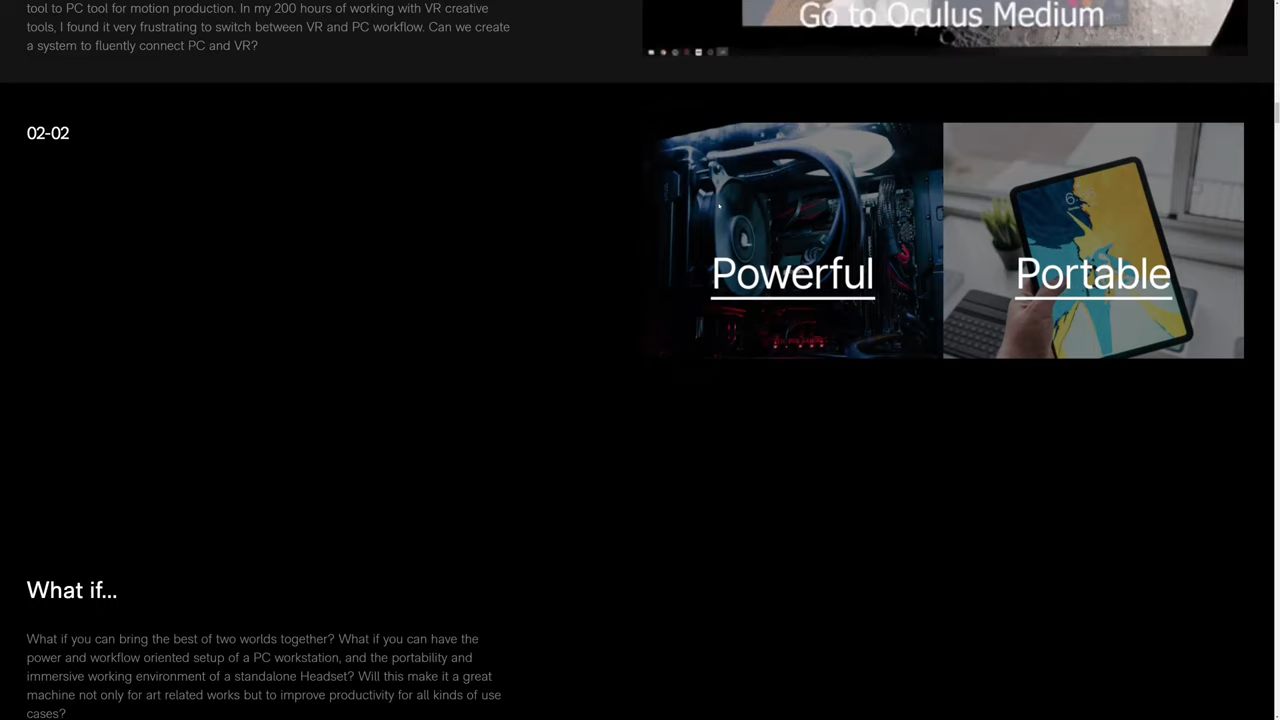 tool to PC tool for motion production. In my 200 hours of working with VR creative
tools, I found it very frustrating to switch between VR and PC workflow. Can we create
a system to fluently connect PC and VR?
Go to Oculus Medium
02-02
Powerful
Portable
What if...
What if you can bring the best of two worlds together? What if you can have the
power and workflow oriented setup of a PC workstation, and the portability and
immersive working environment of a standalone Headset? Will this make it a great
machine not only for art related works but to improve productivity for all kinds of use
cases?